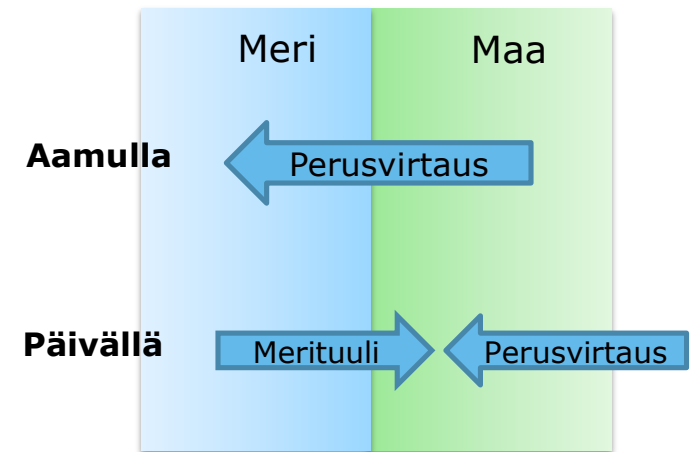 Meri
Maa
Aamulla
Perusvirtaus
Päivällä
Merituuli
Perusvirtaus